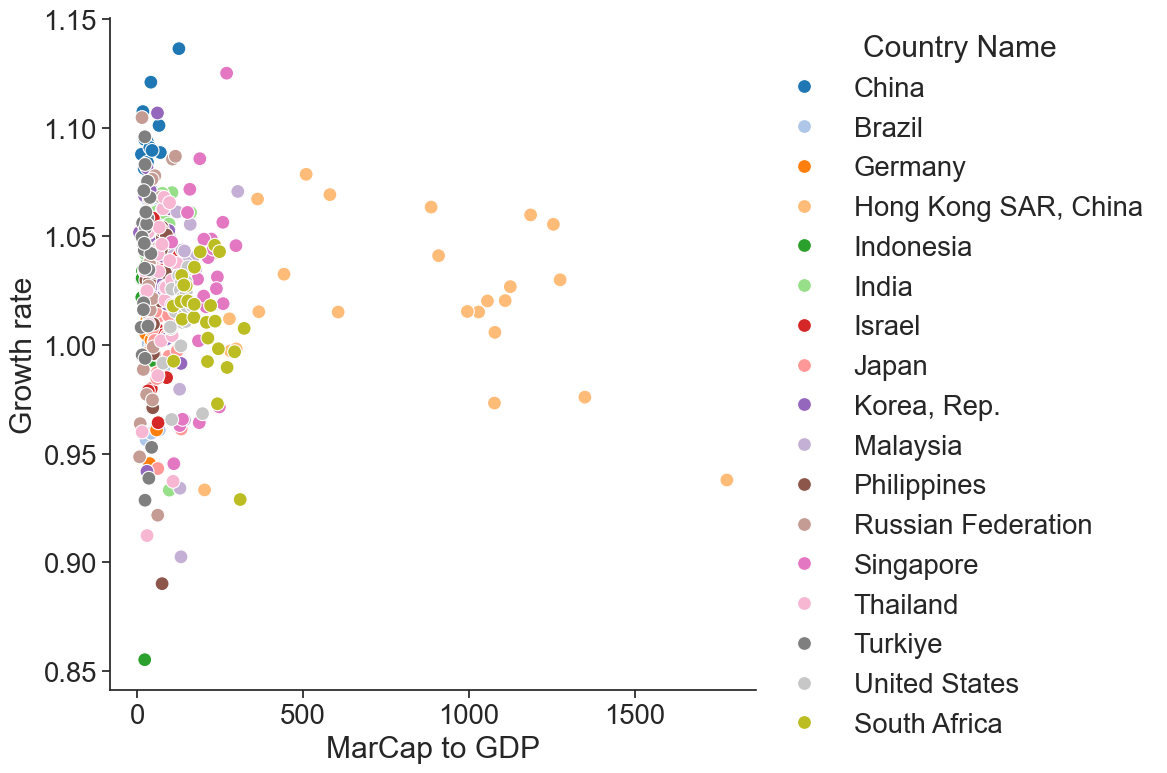 1.15
1.10
1.05
1.00
0.95
0.90
0.85
Growth rate
0
500
1000
1500
MarCap to GDP
Country Name
China
Brazil
Germany
Hong Kong SAR, China
Indonesia
India
Israel
Japan
Korea, Rep.
Malaysia
Philippines
Russian Federation
Singapore
Thailand
Turkiye
United States
South Africa